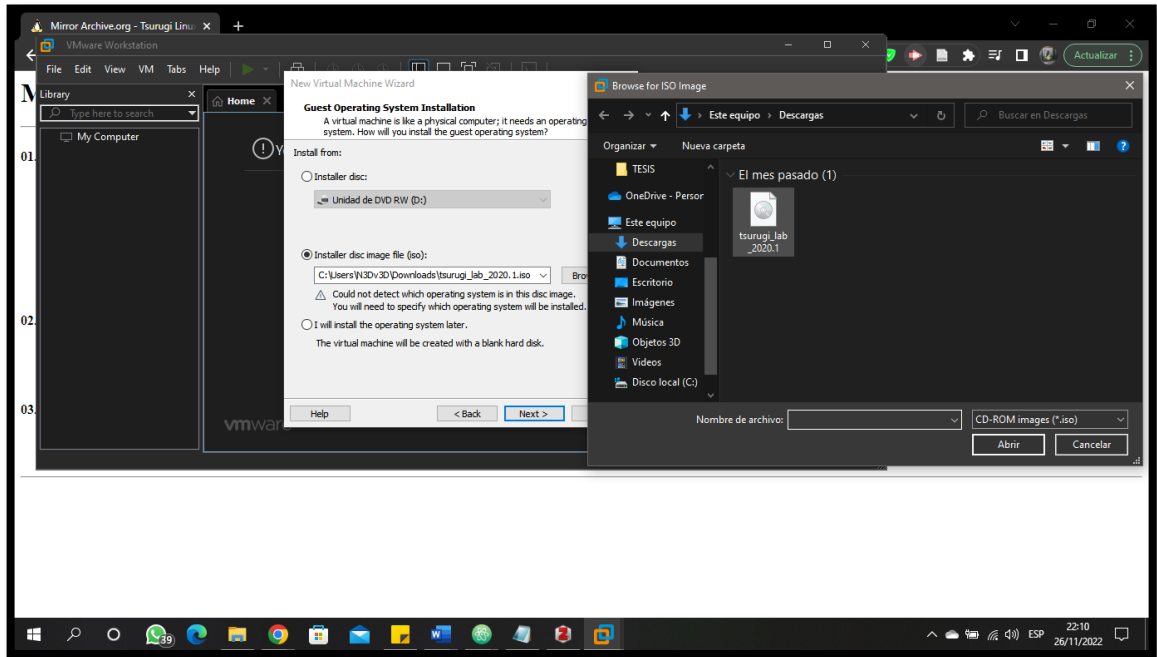 Mirror Archive.org - Tsurugi Linu
VMware Workstation
Actualizar
File Edit View VM Tabs Help
Library
Type here to search
My Computer
Home
01.
02.
03.
vmware
New Virtual Machine Wizard
Guest Operating System Installation
A virtual machine is like a physical computer; it needs an operating
system. How will you install the guest operating system?
Install from:
Installer disc:
Unidad de DVD RW (D:)
Installer disc image file (iso):
C:\Users\N3Dv3D\Downloads\tsurugi_lab_2020.1.iso
Bro
Could not detect which operating system is in this disc image.
You will need to specify which operating system will be installed.
I will install the operating system later.
The virtual machine will be created with a blank hard disk.
Help < Back Next >
Browse for ISO Image
Este equipo > Descargas
Buscar en Descargas
Organizar Nueva carpeta
TESIS
OneDrive - Person
Este equipo
Descargas
Documentos
Escritorio
Imágenes
Música
Objetos 3D
Videos
Disco local (C:)
El mes pasado (1)
tsurugi_lab
_2020.1
Nombre de archivo:
CD-ROM images (*.iso)
Abrir Cancelar
39
ESP
22:10
26/11/2022